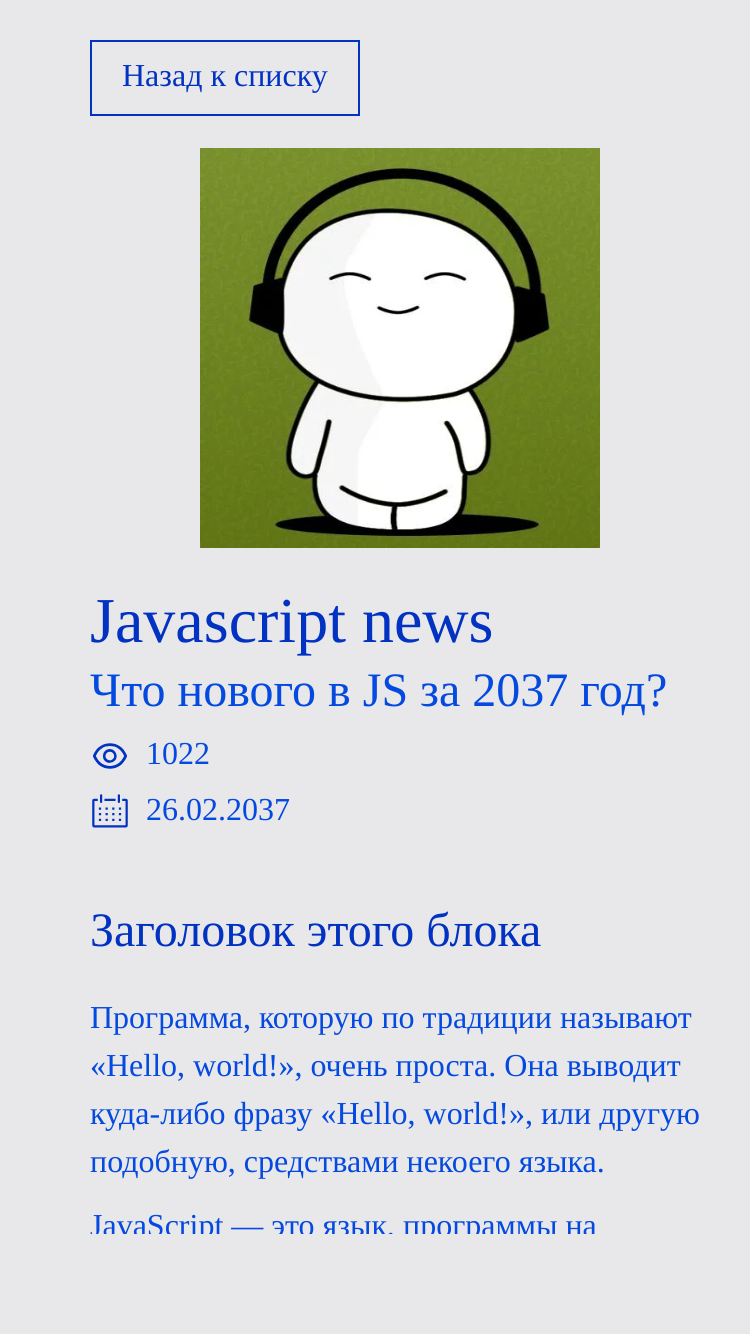 Назад к списку
Javascript news
Что нового в JS за 2037 год?
1022
26.02.2037
Заголовок этого блока
Программа, которую по традиции называют
«Hello, world!», очень проста. Она выводит
куда-либо фразу «Hello, world!», или другую
подобную, средствами некоего языка.
JavaScript — это язык, программы на